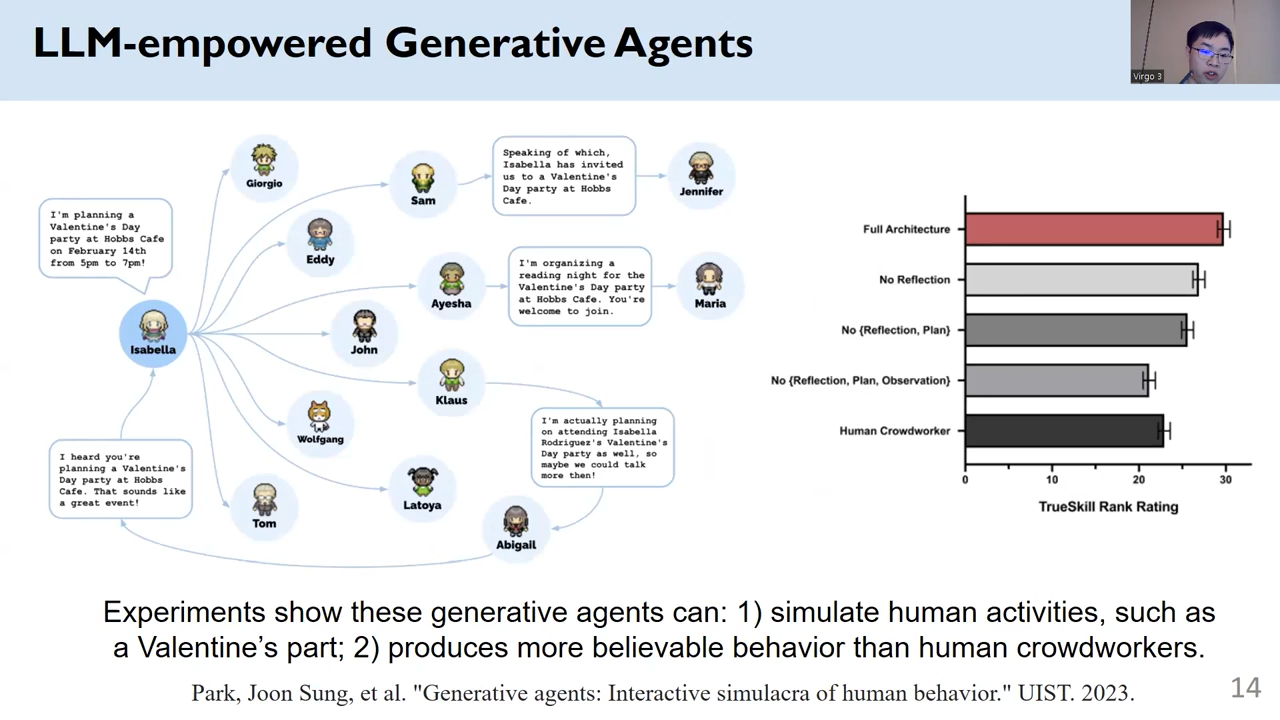 LLM-empowered Generative Agents
Virgo 3
I'm planning a
Valentine's Day
party at Hobbs Cafe
on February 14th
from 5pm to 7pm!
Isabella
Giorgio
Sam
Speaking of which,
Isabella has invited
us to a Valentine's
Day party at Hobbs
Cafe.
Jennifer
Eddy
Ayesha
I'm organizing a
reading night for the
Valentine's Day party
at Hobbs Cafe. You're
welcome to join.
Maria
John
Klaus
I'm actually planning
on attending Isabella
Rodriguez's Valentine's
Day party as well, so
maybe we could talk
more then!
Wolfgang
Latoya
Tom
Abigail
I heard you're
planning a Valentine's
Day party at Hobbs
Cafe. That sounds like
a great event!
Full Architecture
No Reflection
No {Reflection, Plan}
No {Reflection, Plan, Observation}
Human Crowdworker
0 10 20 30
TrueSkill Rank Rating
Experiments show these generative agents can: 1) simulate human activities, such as
a Valentine's part; 2) produces more believable behavior than human crowdworkers.
Park, Joon Sung, et al. "Generative agents: Interactive simulacra of human behavior." UIST. 2023.
14